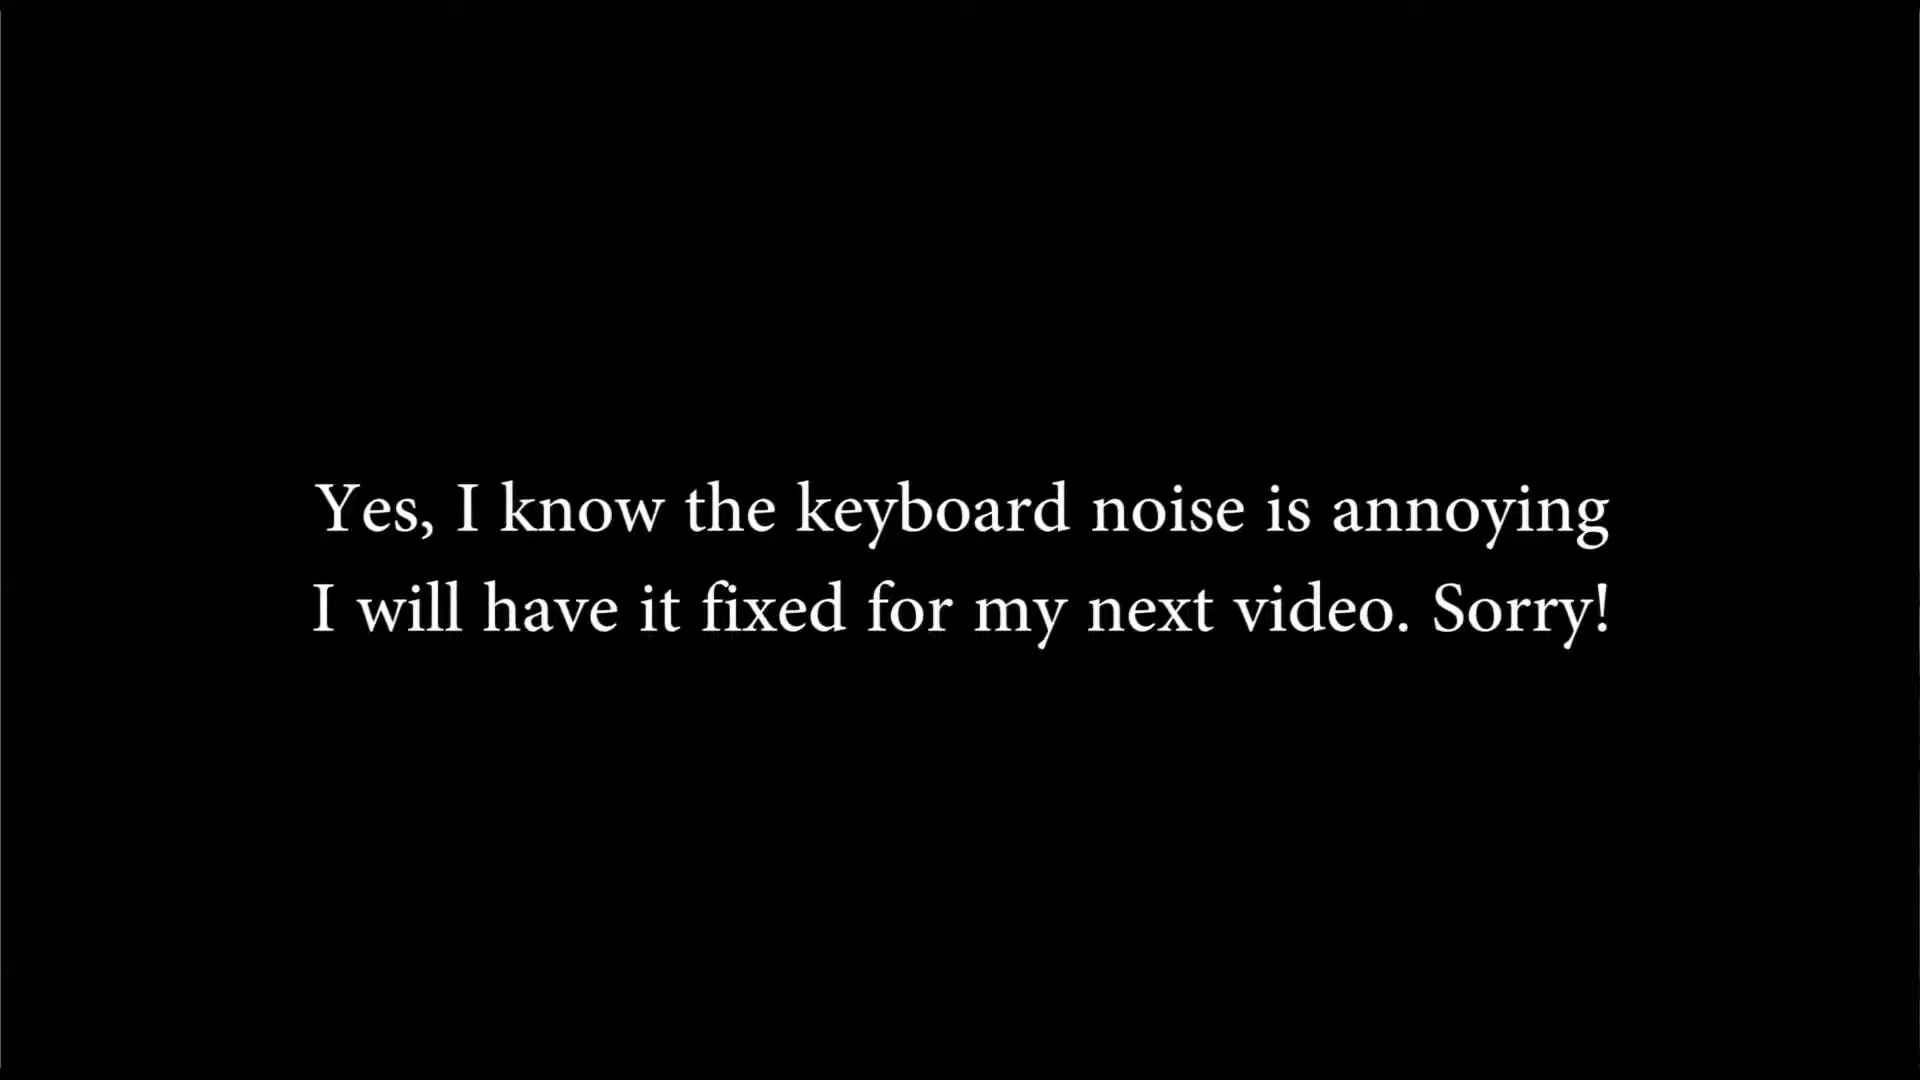 Yes, I know the keyboard noise is annoying
I will have it fixed for my next video. Sorry!